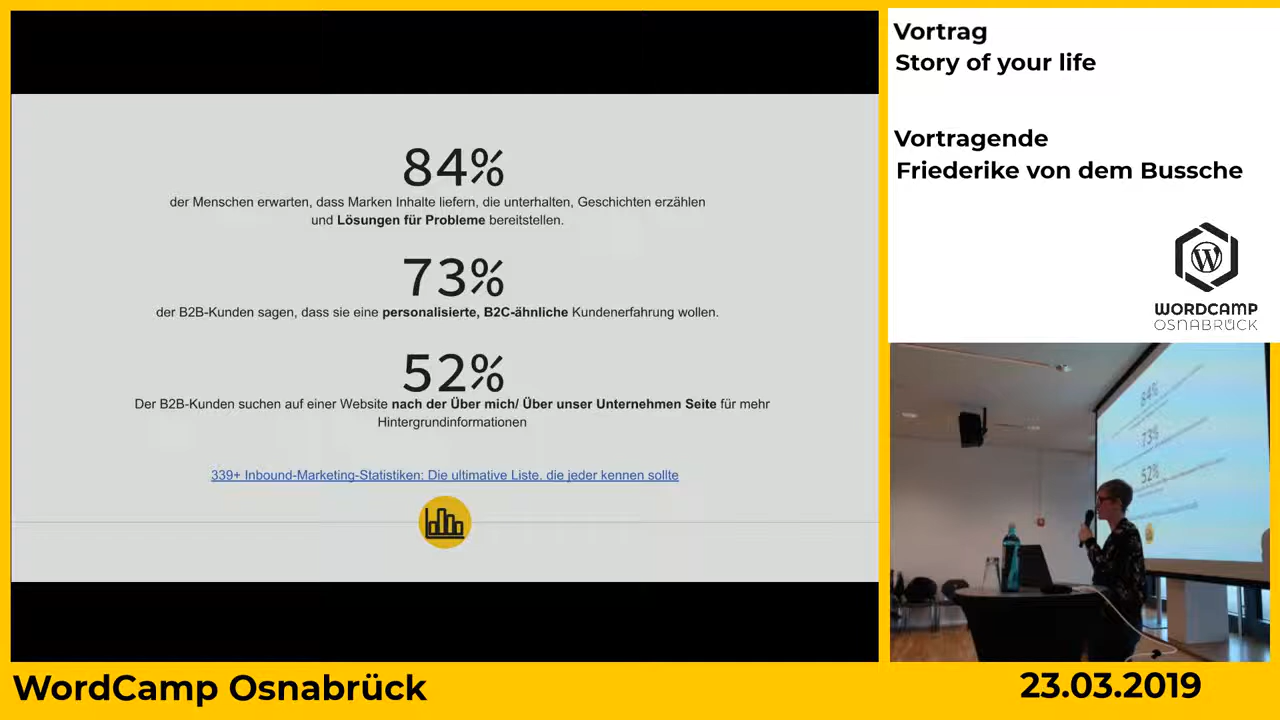 84%
der Menschen erwarten, dass Marken Inhalte liefern, die unterhalten, Geschichten erzählen
und Lösungen für Probleme bereitstellen.
73%
der B2B-Kunden sagen, dass sie eine personalisierte, B2C-ähnliche Kundenerfahrung wollen.
52%
Der B2B-Kunden suchen auf einer Website nach der Über mich/ Über unser Unternehmen Seite für mehr
Hintergrundinformationen
339+ Inbound-Marketing-Statistiken: Die ultimative Liste, die jeder kennen sollte
Vortrag
Story of your life
Vortragende
Friederike von dem Bussche
WORDCAMP
OSNABRÜCK
84%
73%
52%
WordCamp Osnabrück
23.03.2019